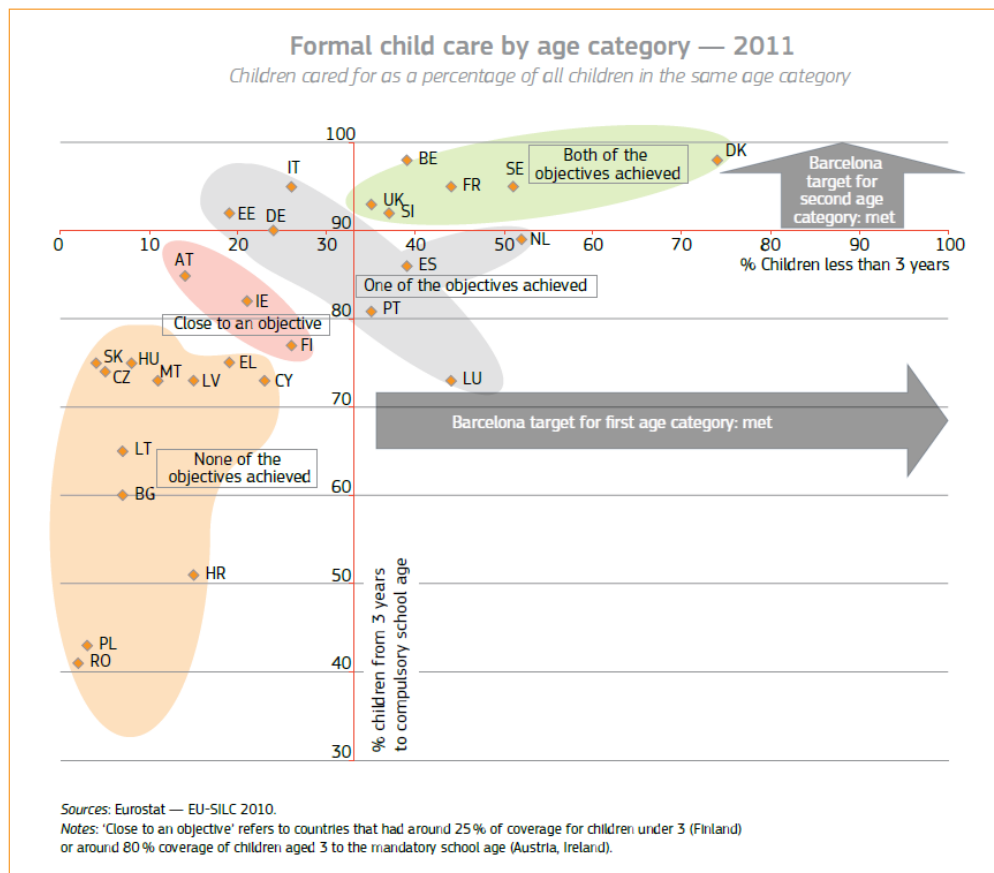 Formal child care by age category — 2011
Children cared for as a percentage of all children in the same age category
100
DK
BE
Both of the
objectives achieved
Barcelona
target for
second age
category: met
IT
SE
FR
UK
SI
EE
DE
90
0
10
20
30
40
50
60
70
80
90
100
NL
% Children less than 3 years
AT
ES
One of the objectives achieved
IE
PT
80
Close to an objective
FI
SK
HU
EL
CZ
MT
LV
CY
LU
70
Barcelona target for first age category: met
LT
None of the
objectives achieved
BG
60
HR
50
% children from 3 years
to compulsory school age
PL
RO
40
30
Sources: Eurostat — EU-SILC 2010.
Notes: ‘Close to an objective’ refers to countries that had around 25 % of coverage for children under 3 (Finland)
or around 80 % coverage of children aged 3 to the mandatory school age (Austria, Ireland).